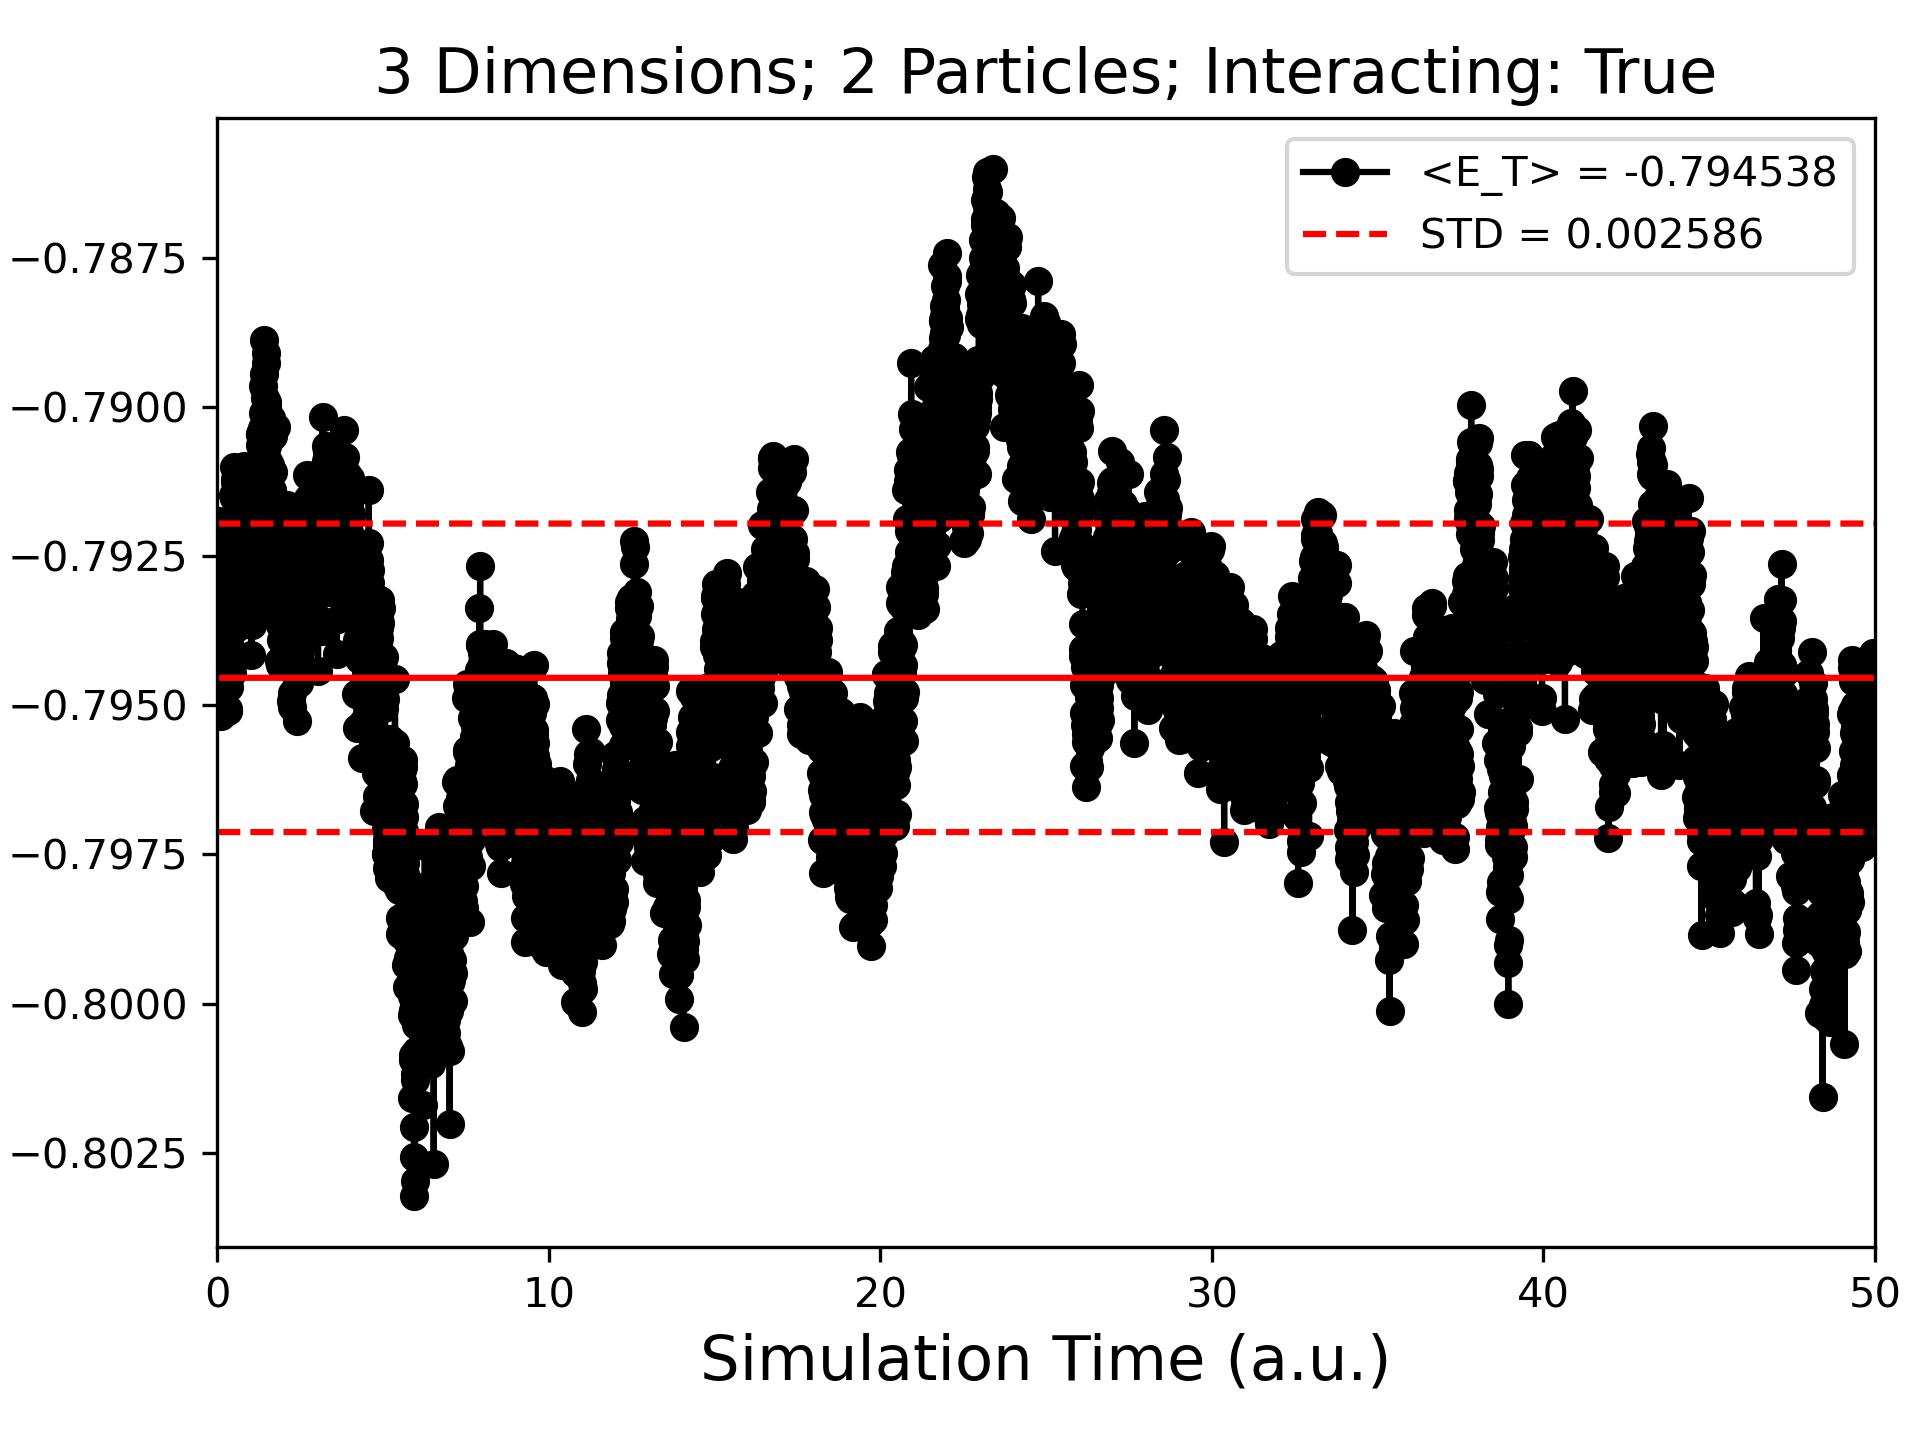 3 Dimensions; 2 Particles; Interacting: True
<E_T> = -0.794538
STD = 0.002586
−0.7875
−0.7900
−0.7925
−0.7950
−0.7975
−0.8000
−0.8025
0 10 20 30 40 50
Simulation Time (a.u.)